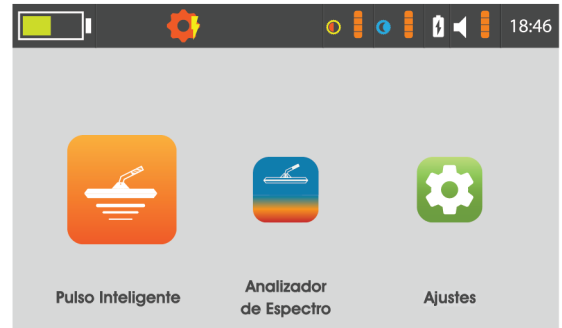 18:46
Pulso Inteligente
Analizador
de Espectro
Ajustes